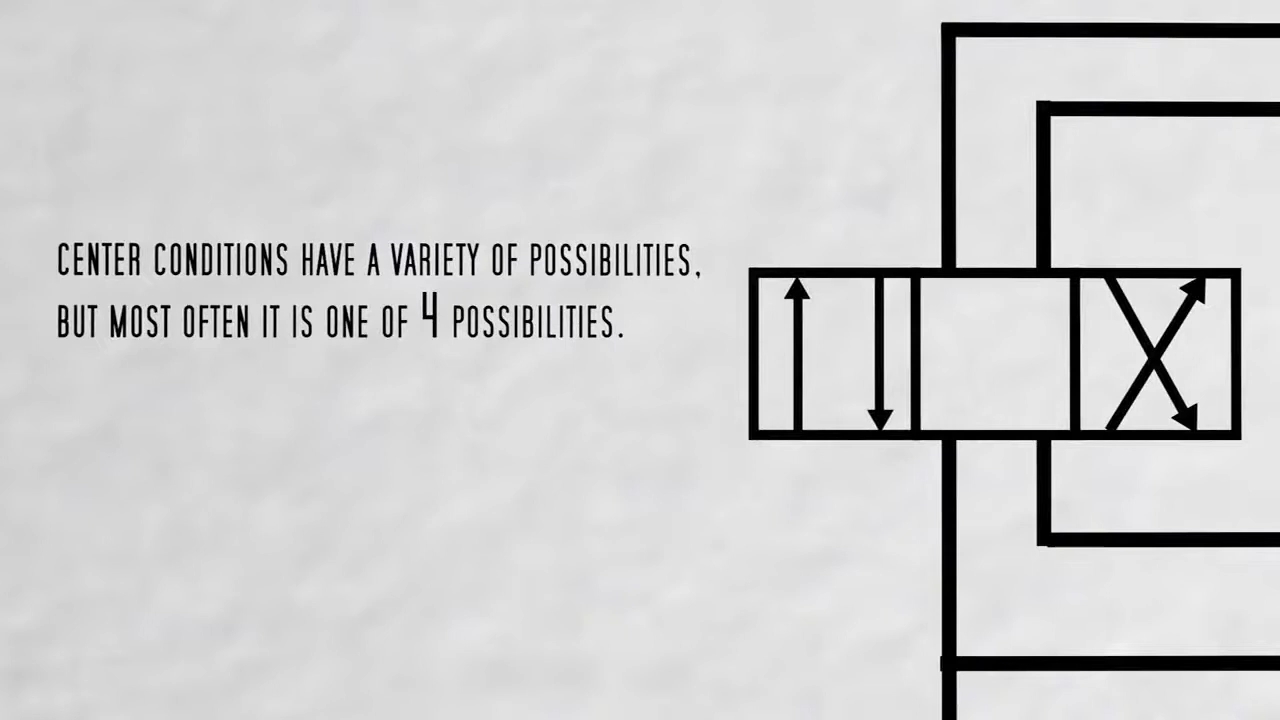 CENTER CONDITIONS HAVE A VARIETY OF POSSIBILITIES,
BUT MOST OFTEN IT IS ONE OF 4 POSSIBILITIES.